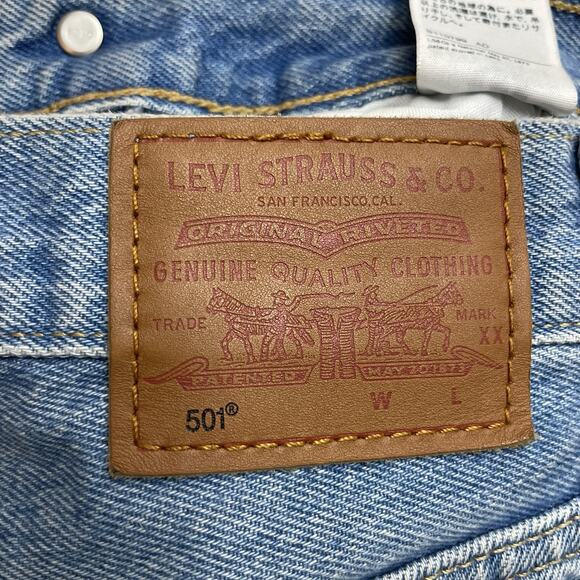 LEVI STRAUSS & CO.
SAN FRANCISCO, CAL.
ORIGINAL RIVETED
GENUINE QUALITY CLOTHING
TRADE MARK
XX
PATENTED MAY 20 1873
W L
501®